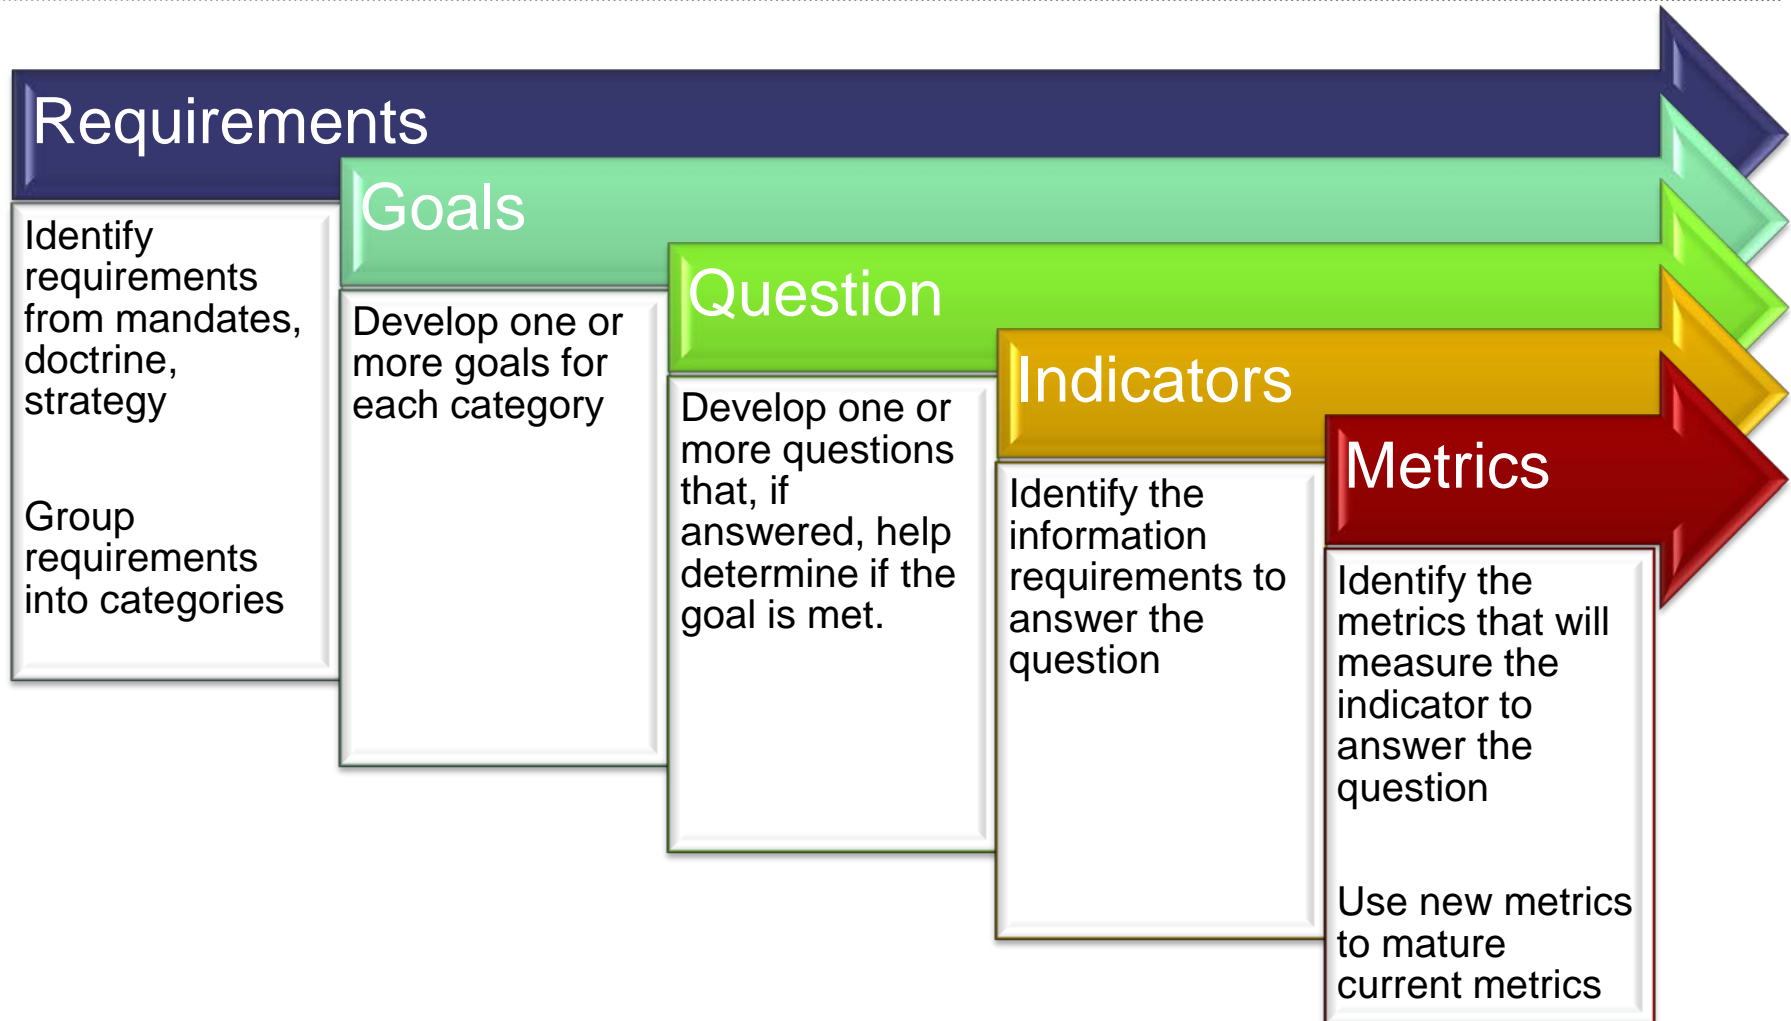 Requirements
Identify
requirements
from mandates,
doctrine,
strategy
Group
requirements
into categories
Goals
Develop one or
more goals for
each category
Question
Develop one or
more questions
that, if
answered, help
determine if the
goal is met.
Indicators
Identify the
information
requirements to
answer the
question
Metrics
Identify the
metrics that will
measure the
indicator to
answer the
question
Use new metrics
to mature
current metrics